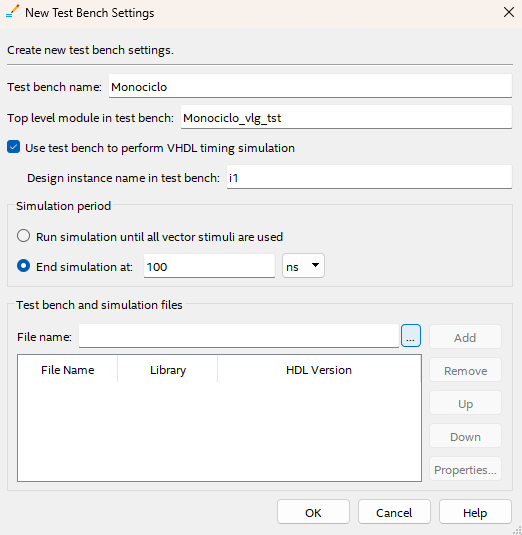 New Test Bench Settings
Create new test bench settings.
Test bench name: Monociclo
Top level module in test bench: Monociclo_vlg_tst
Use test bench to perform VHDL timing simulation
Design instance name in test bench: i1
Simulation period
Run simulation until all vector stimuli are used
End simulation at: 100 ns
Test bench and simulation files
File name: ... Add
File Name Library HDL Version
Remove
Up
Down
Properties...
OK Cancel Help